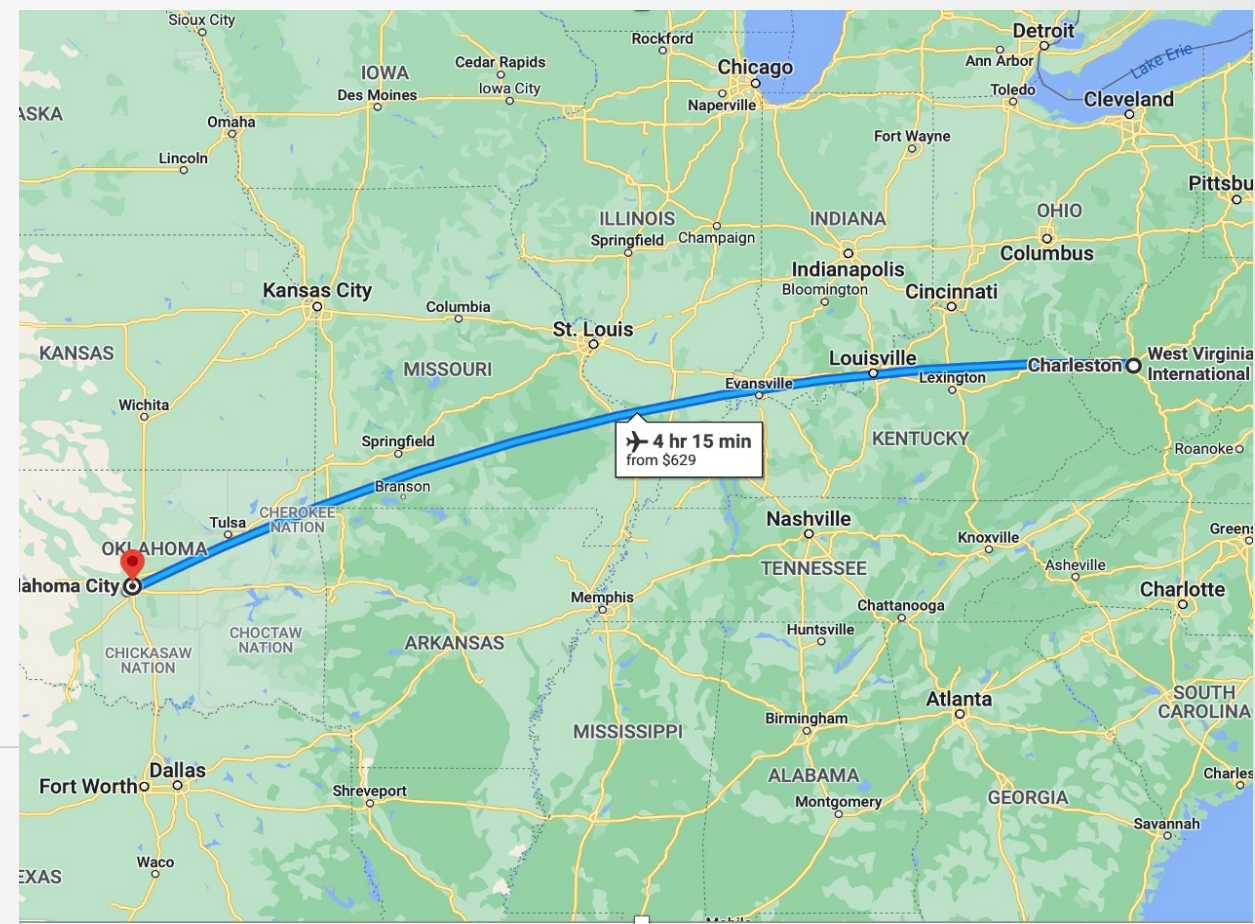 Sioux City
Rockford
Detroit
Cedar Rapids
Ann Arbor
Lake Erie
IOWA
Chicago
Des Moines
Iowa City
Naperville
Toledo
Cleveland
ASKA
Omaha
Fort Wayne
Lincoln
Pittsbu
ILLINOIS
INDIANA
OHIO
Springfield
Champaign
Columbus
Indianapolis
Kansas City
Bloomington
Cincinnati
Columbia
St. Louis
KANSAS
MISSOURI
Louisville
Charleston
West Virginia
International
Evansville
Lexington
Wichita
4 hr 15 min
from $629
Springfield
KENTUCKY
Roanoke
Branson
Tulsa
CHEROKEE
NATION
Nashville
Greens
OKLAHOMA
Knoxville
TENNESSEE
Asheville
lahoma City
Memphis
Charlotte
Chattanooga
CHOCTAW
NATION
ARKANSAS
Huntsville
CHICKASAW
NATION
Atlanta
SOUTH
CAROLINA
Birmingham
MISSISSIPPI
Dallas
Fort Worth
ALABAMA
Charles
Shreveport
Montgomery
GEORGIA
Savannah
Waco
EXAS